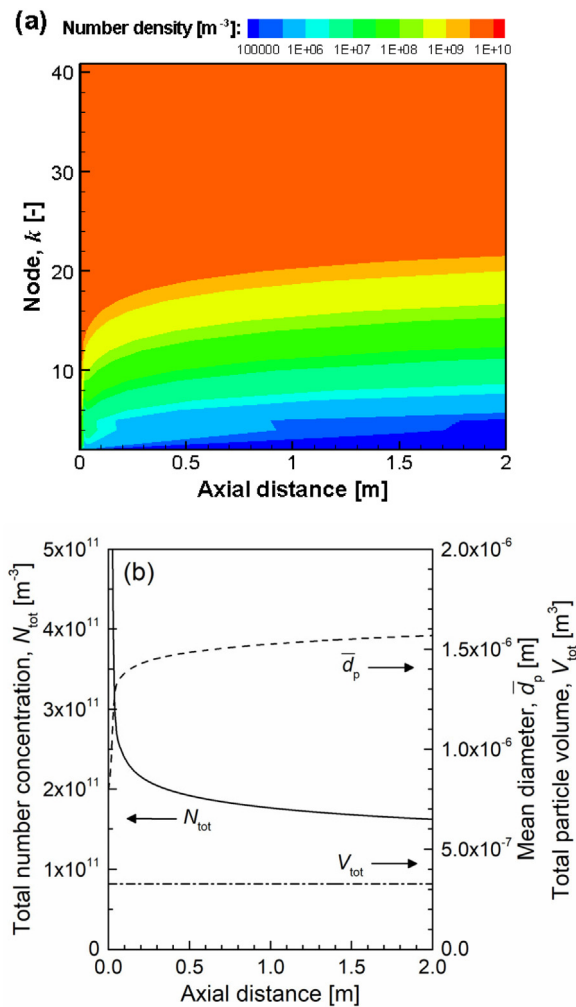 (a) Number density [m⁻³]:
100000 1E+06 1E+07 1E+08 1E+09 1E+10
40
30
20
10
Node, k [-]
0 0.5 1 1.5 2
Axial distance [m]
(b)
5x10¹¹
4x10¹¹
3x10¹¹
2x10¹¹
1x10¹¹
0
Total number concentration, N_tot [m⁻³]
d̅_p
N_tot
V_tot
2.0x10⁻⁶
1.5x10⁻⁶
1.0x10⁻⁶
5.0x10⁻⁷
0.0
Mean diameter, d̅_p [m]
Total particle volume, V_tot [m³]
0.0 0.5 1.0 1.5 2.0
Axial distance [m]